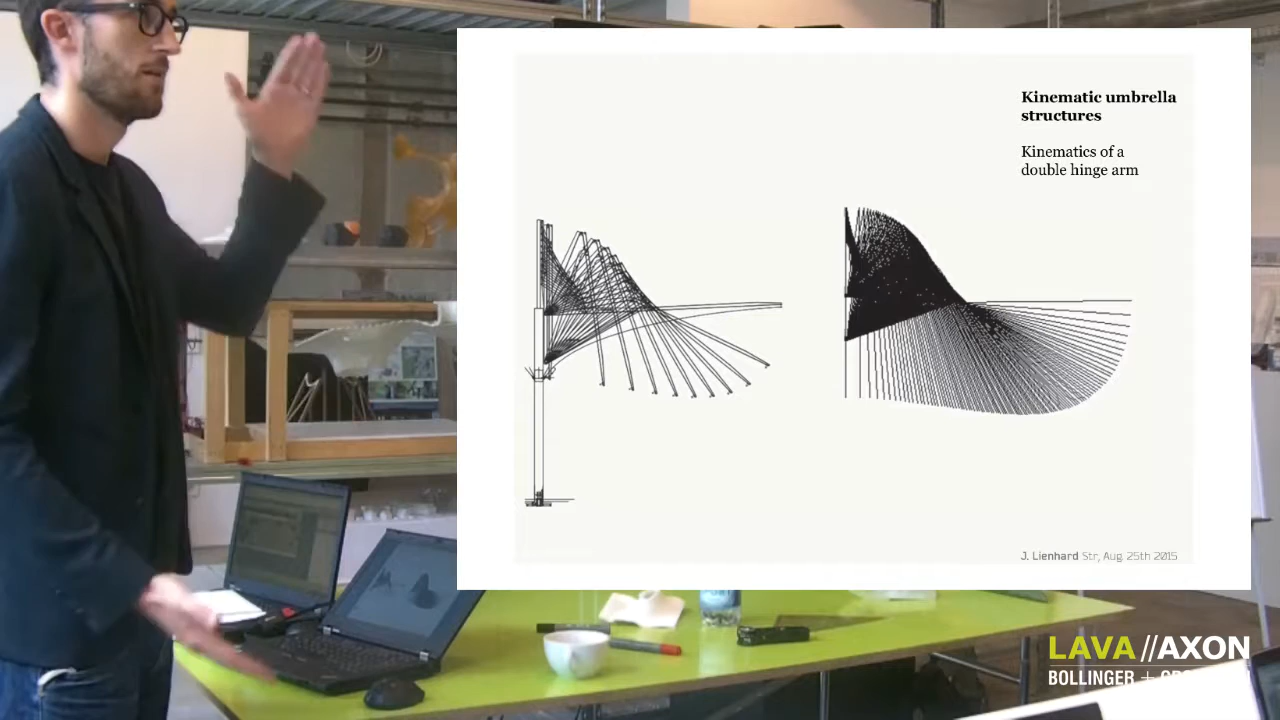 Kinematic umbrella
structures
Kinematics of a
double hinge arm
J. Lienhard Str, Aug. 25th 2015
LAVA //AXON
BOLLINGER +